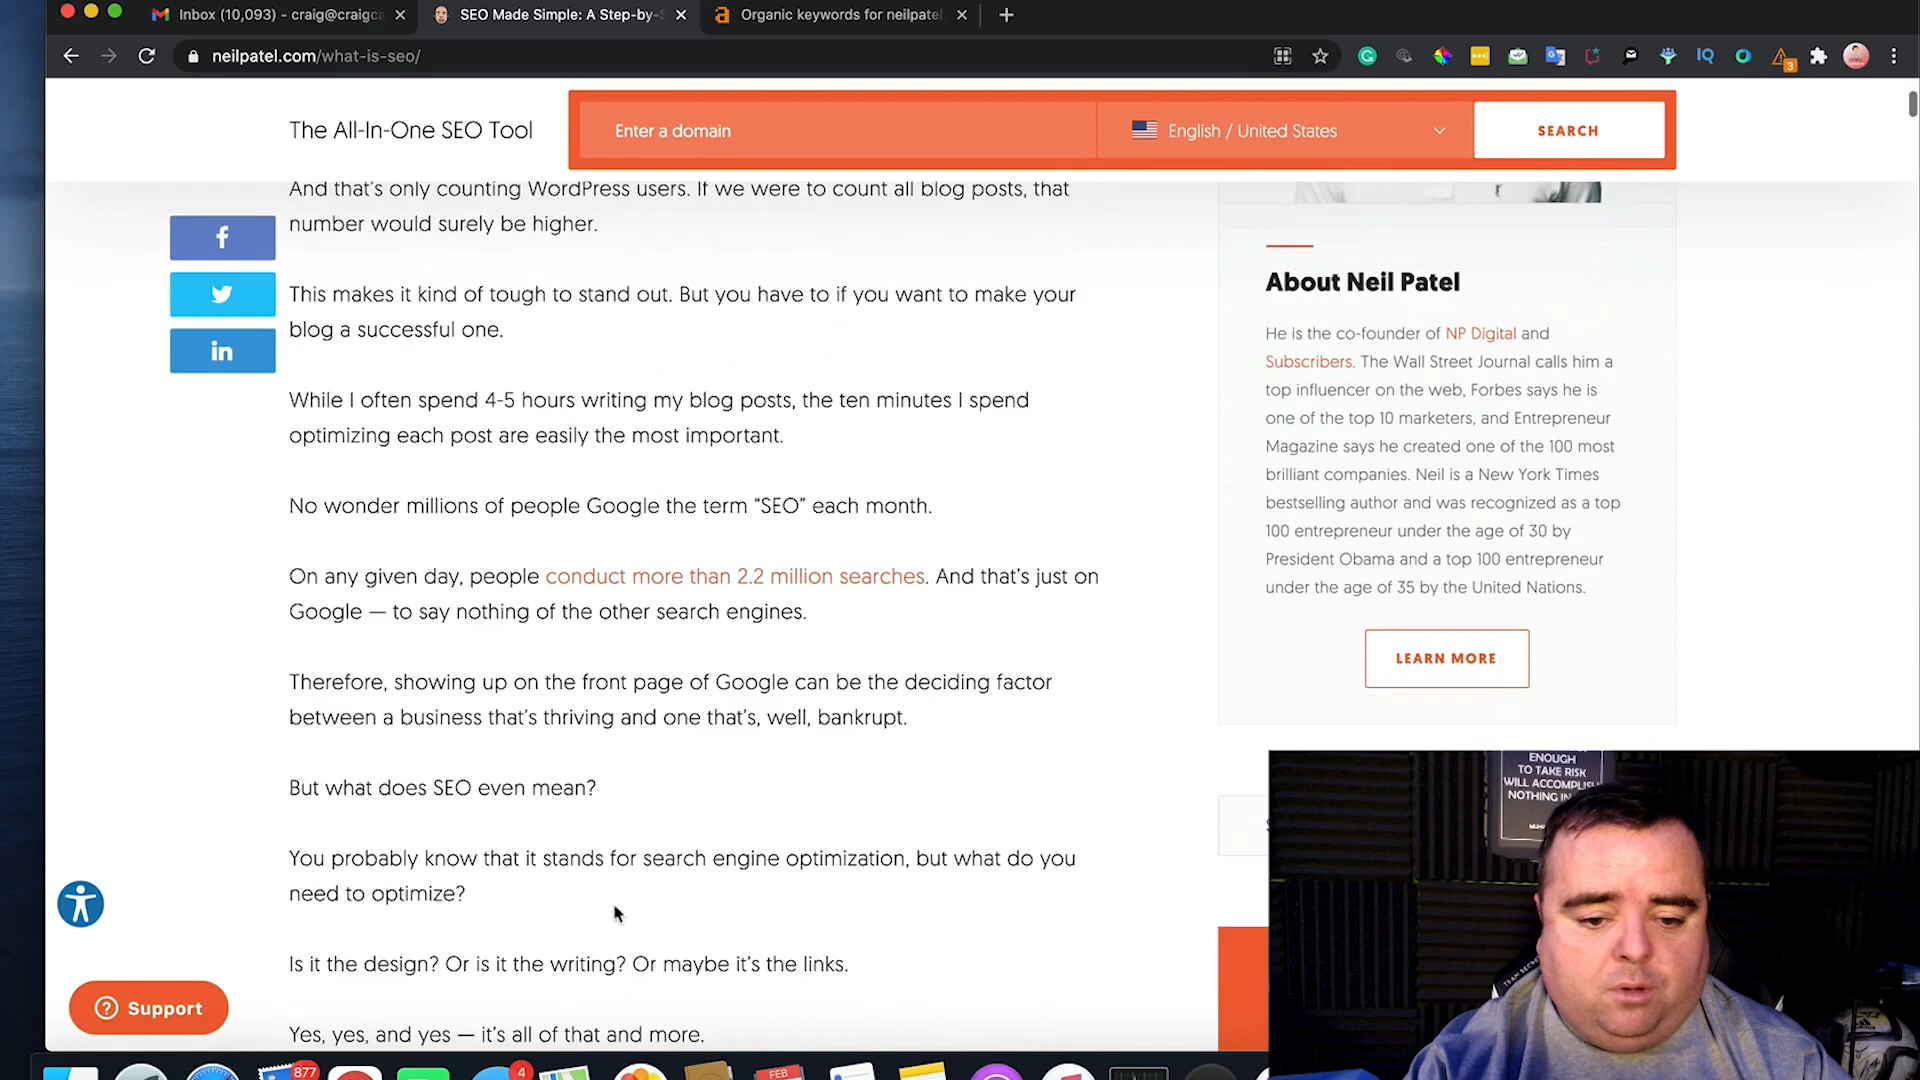 Inbox (10,093) - craig@craigca
SEO Made Simple: A Step-by-S
Organic keywords for neilpatel.
neilpatel.com/what-is-seo/
IQ
3
The All-In-One SEO Tool
Enter a domain
English / United States
SEARCH
And that's only counting WordPress users. If we were to count all blog posts, that
number would surely be higher.
f
in
This makes it kind of tough to stand out. But you have to if you want to make your
blog a successful one.
While I often spend 4-5 hours writing my blog posts, the ten minutes I spend
optimizing each post are easily the most important.
No wonder millions of people Google the term “SEO” each month.
On any given day, people conduct more than 2.2 million searches. And that's just on
Google — to say nothing of the other search engines.
Therefore, showing up on the front page of Google can be the deciding factor
between a business that's thriving and one that's, well, bankrupt.
But what does SEO even mean?
You probably know that it stands for search engine optimization, but what do you
need to optimize?
Is it the design? Or is it the writing? Or maybe it's the links.
Yes, yes, and yes — it's all of that and more.
About Neil Patel
He is the co-founder of NP Digital and
Subscribers. The Wall Street Journal calls him a
top influencer on the web, Forbes says he is
one of the top 10 marketers, and Entrepreneur
Magazine says he created one of the 100 most
brilliant companies. Neil is a New York Times
bestselling author and was recognized as a top
100 entrepreneur under the age of 30 by
President Obama and a top 100 entrepreneur
under the age of 35 by the United Nations.
LEARN MORE
ENOUGH
TO TAKE RISK
WILL ACCOMPLIS
NOTHING IN
Support
877
4
FEB